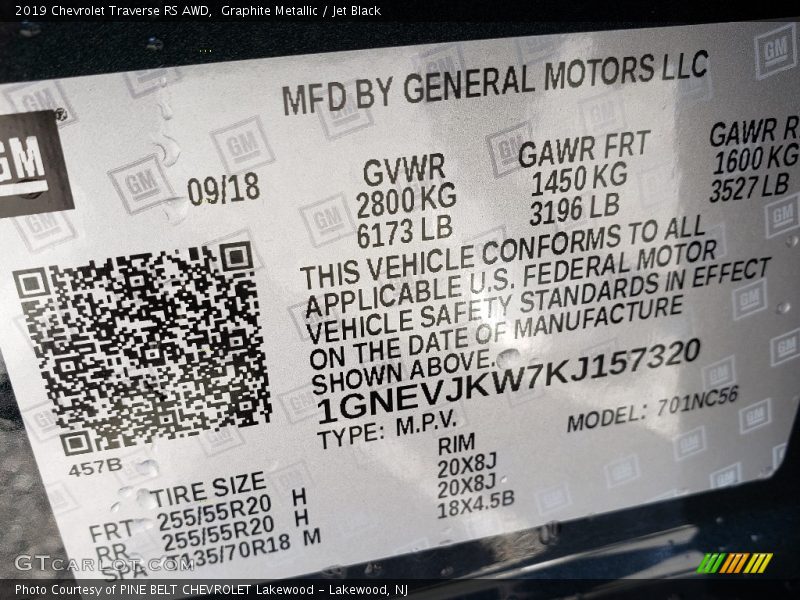 2019 Chevrolet Traverse RS AWD,  Graphite Metallic / Jet Black
MFD BY GENERAL MOTORS LLC
GM
09/18
GVWR
2800 KG
6173 LB
GAWR FRT
1450 KG
3196 LB
GAWR R
1600 KG
3527 LB
THIS VEHICLE CONFORMS TO ALL
APPLICABLE U.S. FEDERAL MOTOR
VEHICLE SAFETY STANDARDS IN EFFECT
ON THE DATE OF MANUFACTURE
SHOWN ABOVE.
1GNEVJKW7KJ157320
TYPE: M.P.V.
MODEL: 701NC56
457B
TIRE SIZE
RIM
FRT 255/55R20 H 20X8J
RR 255/55R20 H 20X8J
SPA T135/70R18 M 18X4.5B
GTCARLOT.COM
Photo Courtesy of PINE BELT CHEVROLET Lakewood - Lakewood, NJ